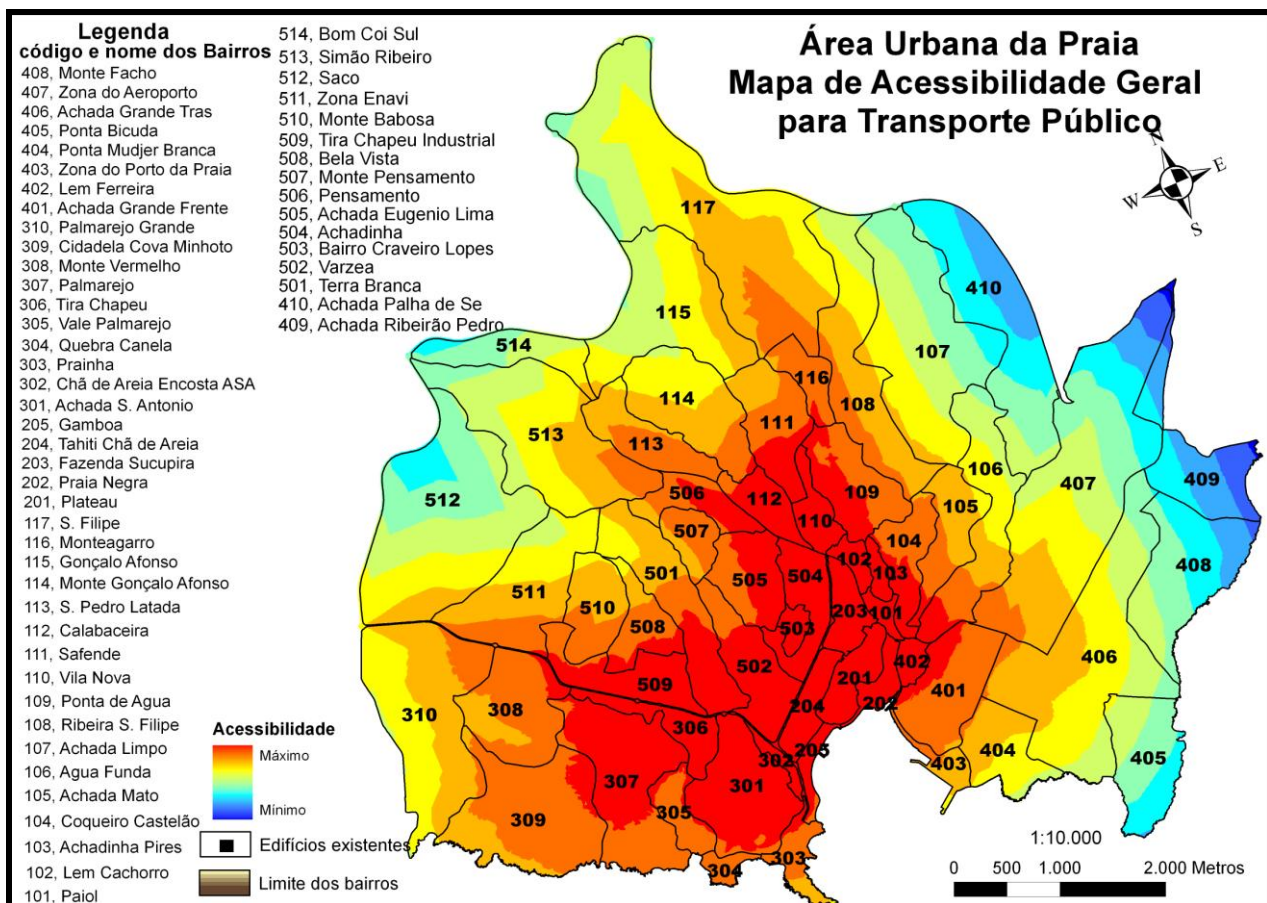 Legenda
código e nome dos Bairros
408, Monte Facho
407, Zona do Aeroporto
406, Achada Grande Tras
405, Ponta Bicuda
404, Ponta Mudjer Branca
403, Zona do Porto da Praia
402, Lem Ferreira
401, Achada Grande Frente
310, Palmarejo Grande
309, Cidadela Cova Minhoto
308, Monte Vermelho
307, Palmarejo
306, Tira Chapeu
305, Vale Palmarejo
304, Quebra Canela
303, Prainha
302, Chã de Areia Encosta ASA
301, Achada S. Antonio
205, Gamboa
204, Tahiti Chã de Areia
203, Fazenda Sucupira
202, Praia Negra
201, Plateau
117, S. Filipe
116, Monteagarro
115, Gonçalo Afonso
114, Monte Gonçalo Afonso
113, S. Pedro Latada
112, Calabaceira
111, Safende
110, Vila Nova
109, Ponta de Agua
108, Ribeira S. Filipe
107, Achada Limpo
106, Agua Funda
105, Achada Mato
104, Coqueiro Castelão
103, Achadinha Pires
102, Lem Cachorro
101, Paiol
514, Bom Coi Sul
513, Simão Ribeiro
512, Saco
511, Zona Enavi
510, Monte Babosa
509, Tira Chapeu Industrial
508, Bela Vista
507, Monte Pensamento
506, Pensamento
505, Achada Eugenio Lima
504, Achadinha
503, Bairro Craveiro Lopes
502, Varzea
501, Terra Branca
410, Achada Palha de Se
409, Achada Ribeirão Pedro
Área Urbana da Praia
Mapa de Acessibilidade Geral
para Transporte Público
N
E
W
S
117
410
115
107
514
116
114
108
111
513
113
106
407
409
512
506
112
109
105
110
507
104
408
102
103
501
505
504
511
510
203
101
503
508
406
502
402
509
201
401
310
308
204
202
306
205
404
405
302
403
307
301
305
309
303
304
Acessibilidade
Máximo
Mínimo
Edifícios existentes
Limite dos bairros
1:10.000
0 500 1.000 2.000 Metros